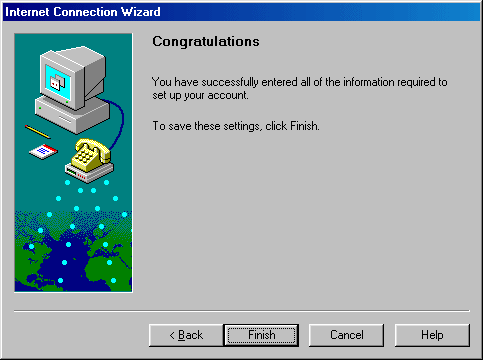 Internet Connection Wizard
Congratulations
You have successfully entered all of the information required to
set up your account.
To save these settings, click Finish.
< Back
Finish
Cancel
Help